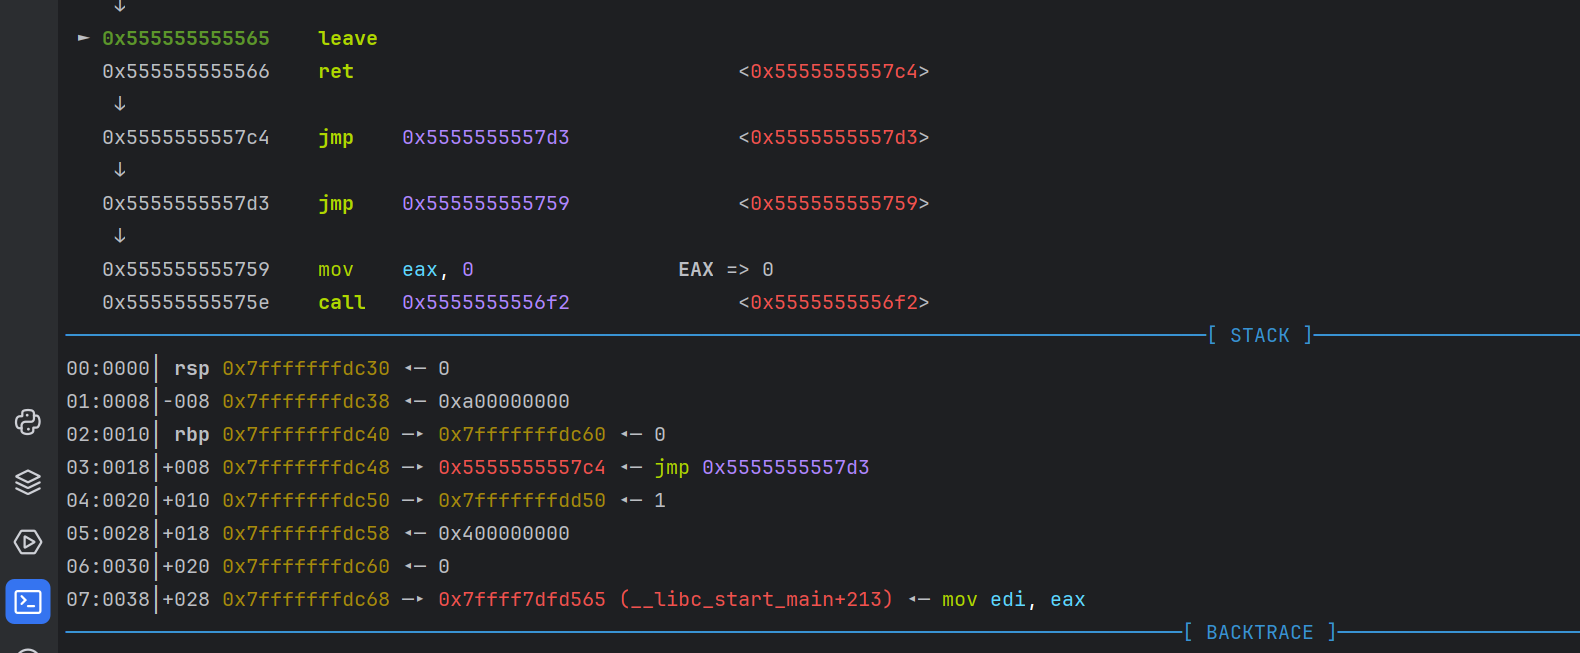 ↓
► 0x555555555565 leave
0x555555555566 ret <0x5555555557c4>
↓
0x5555555557c4 jmp 0x5555555557d3 <0x5555555557d3>
↓
0x5555555557d3 jmp 0x555555555759 <0x555555555759>
↓
0x555555555759 mov eax, 0 EAX => 0
0x55555555575e call 0x5555555556f2 <0x5555555556f2>
[ STACK ]
00:0000│ rsp 0x7fffffffdc30 ◂— 0
01:0008│-008 0x7fffffffdc38 ◂— 0xa00000000
02:0010│ rbp 0x7fffffffdc40 —▸ 0x7fffffffdc60 ◂— 0
03:0018│+008 0x7fffffffdc48 —▸ 0x5555555557c4 ◂— jmp 0x5555555557d3
04:0020│+010 0x7fffffffdc50 —▸ 0x7fffffffdd50 ◂— 1
05:0028│+018 0x7fffffffdc58 ◂— 0x400000000
06:0030│+020 0x7fffffffdc60 ◂— 0
07:0038│+028 0x7fffffffdc68 —▸ 0x7ffff7dfd565 (__libc_start_main+213) ◂— mov edi, eax
[ BACKTRACE ]